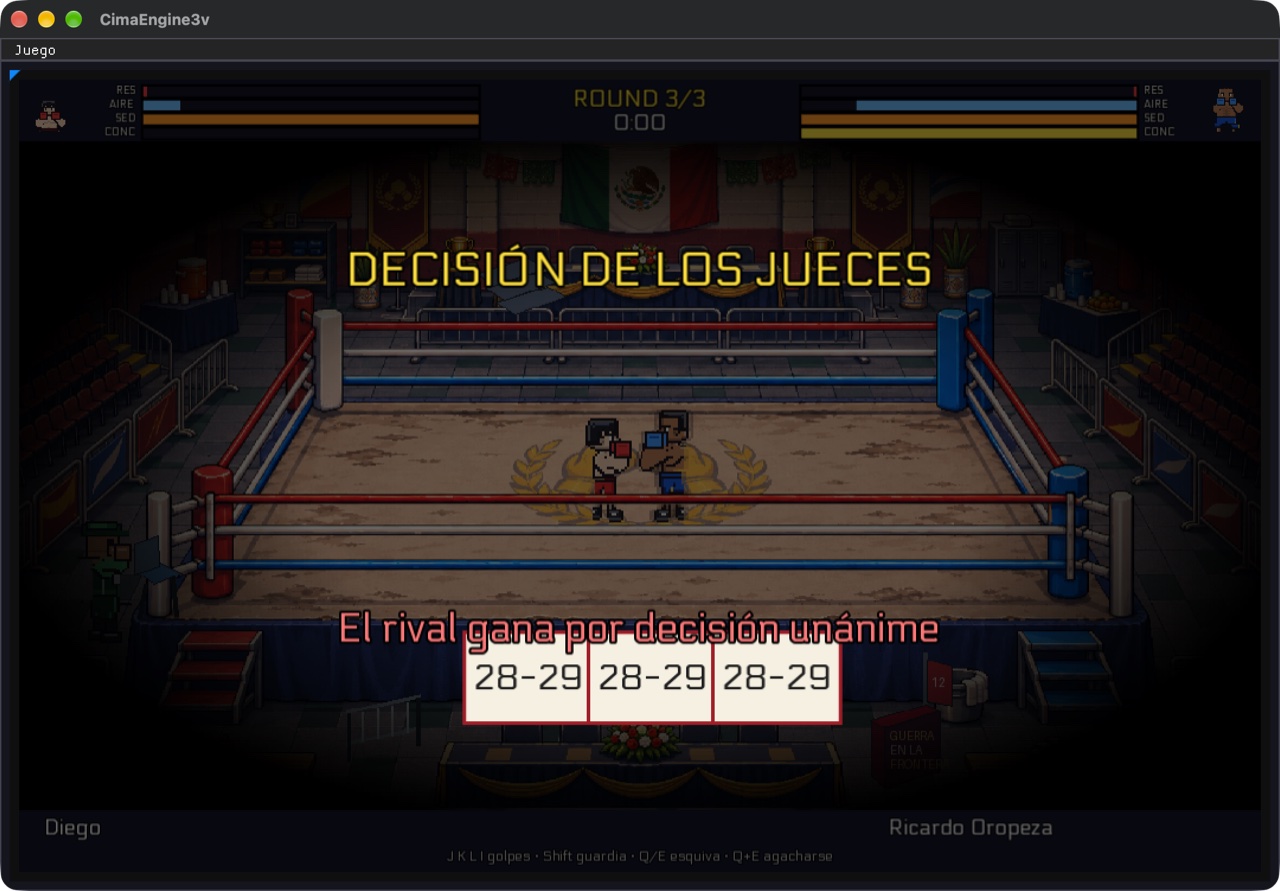 CimaEngine3v
Juego
RES
AIRE
SED
CONC
ROUND 3/3
0:00
RES
AIRE
SED
CONC
DECISIÓN DE LOS JUECES
El rival gana por decisión unánime
28-29 28-29 28-29
12
GUERRA
EN LA
FRONTER
Diego
Ricardo Oropeza
J K L I golpes · Shift guardia · Q/E esquiva · Q+E agacharse